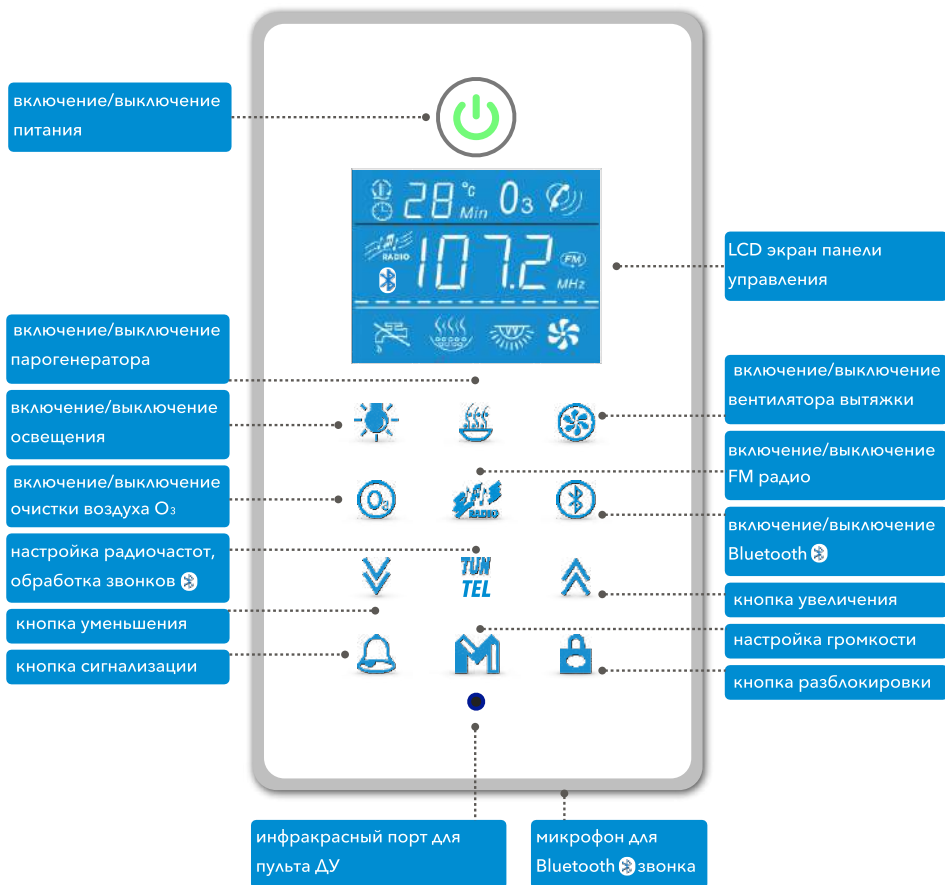 включение/выключение
питания
28 °C Min O3
RADIO 107.2 FM
MHz
LCD экран панели
управления
включение/выключение
парогенератора
включение/выключение
вентилятора вытяжки
включение/выключение
освещения
включение/выключение
FM радио
включение/выключение
очистки воздуха O₃
O₂
RADIO
включение/выключение
Bluetooth
настройка радиочастот,
обработка звонков
TUN
TEL
кнопка увеличения
кнопка уменьшения
настройка громкости
кнопка сигнализации
M
кнопка разблокировки
инфракрасный порт для
пульта ДУ
микрофон для
Bluetooth звонка